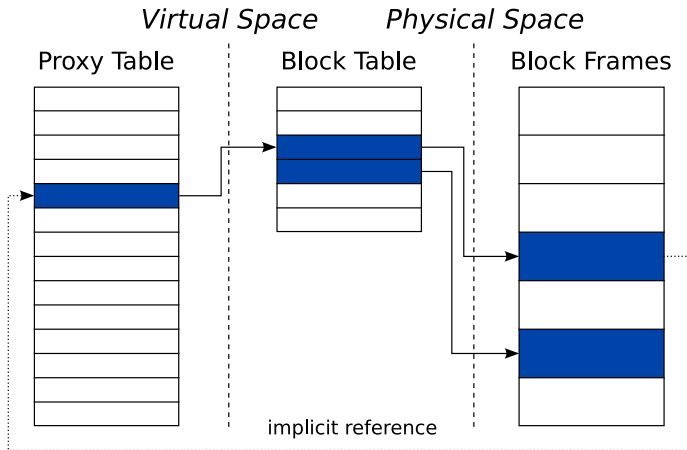 Virtual Space
Physical Space
Proxy Table
Block Table
Block Frames
implicit reference